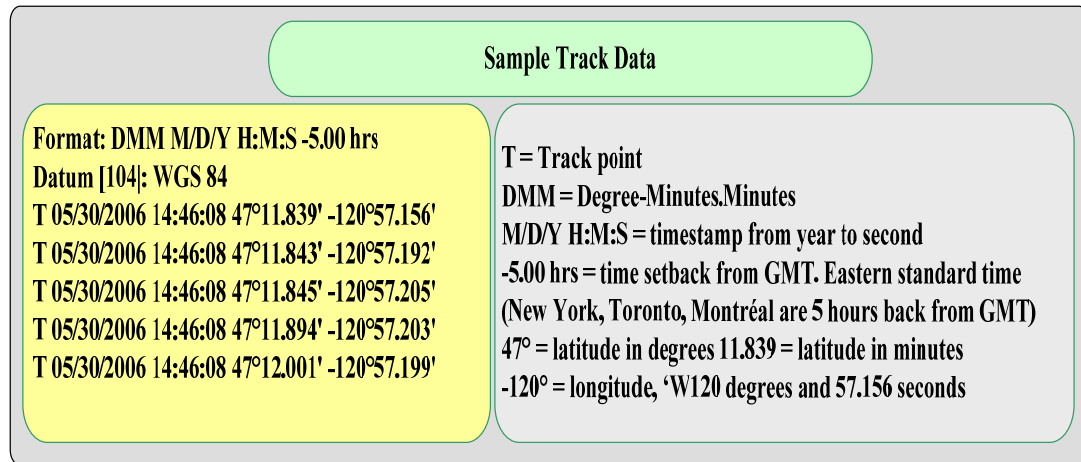 Sample Track Data
Format: DMM M/D/Y H:M:S -5.00 hrs
Datum [104|: WGS 84
T 05/30/2006 14:46:08 47°11.839' -120°57.156'
T 05/30/2006 14:46:08 47°11.843' -120°57.192'
T 05/30/2006 14:46:08 47°11.845' -120°57.205'
T 05/30/2006 14:46:08 47°11.894' -120°57.203'
T 05/30/2006 14:46:08 47°12.001' -120°57.199'
T = Track point
DMM = Degree-Minutes.Minutes
M/D/Y H:M:S = timestamp from year to second
-5.00 hrs = time setback from GMT. Eastern standard time
(New York, Toronto, Montréal are 5 hours back from GMT)
47° = latitude in degrees 11.839 = latitude in minutes
-120° = longitude, ‘W120 degrees and 57.156 seconds